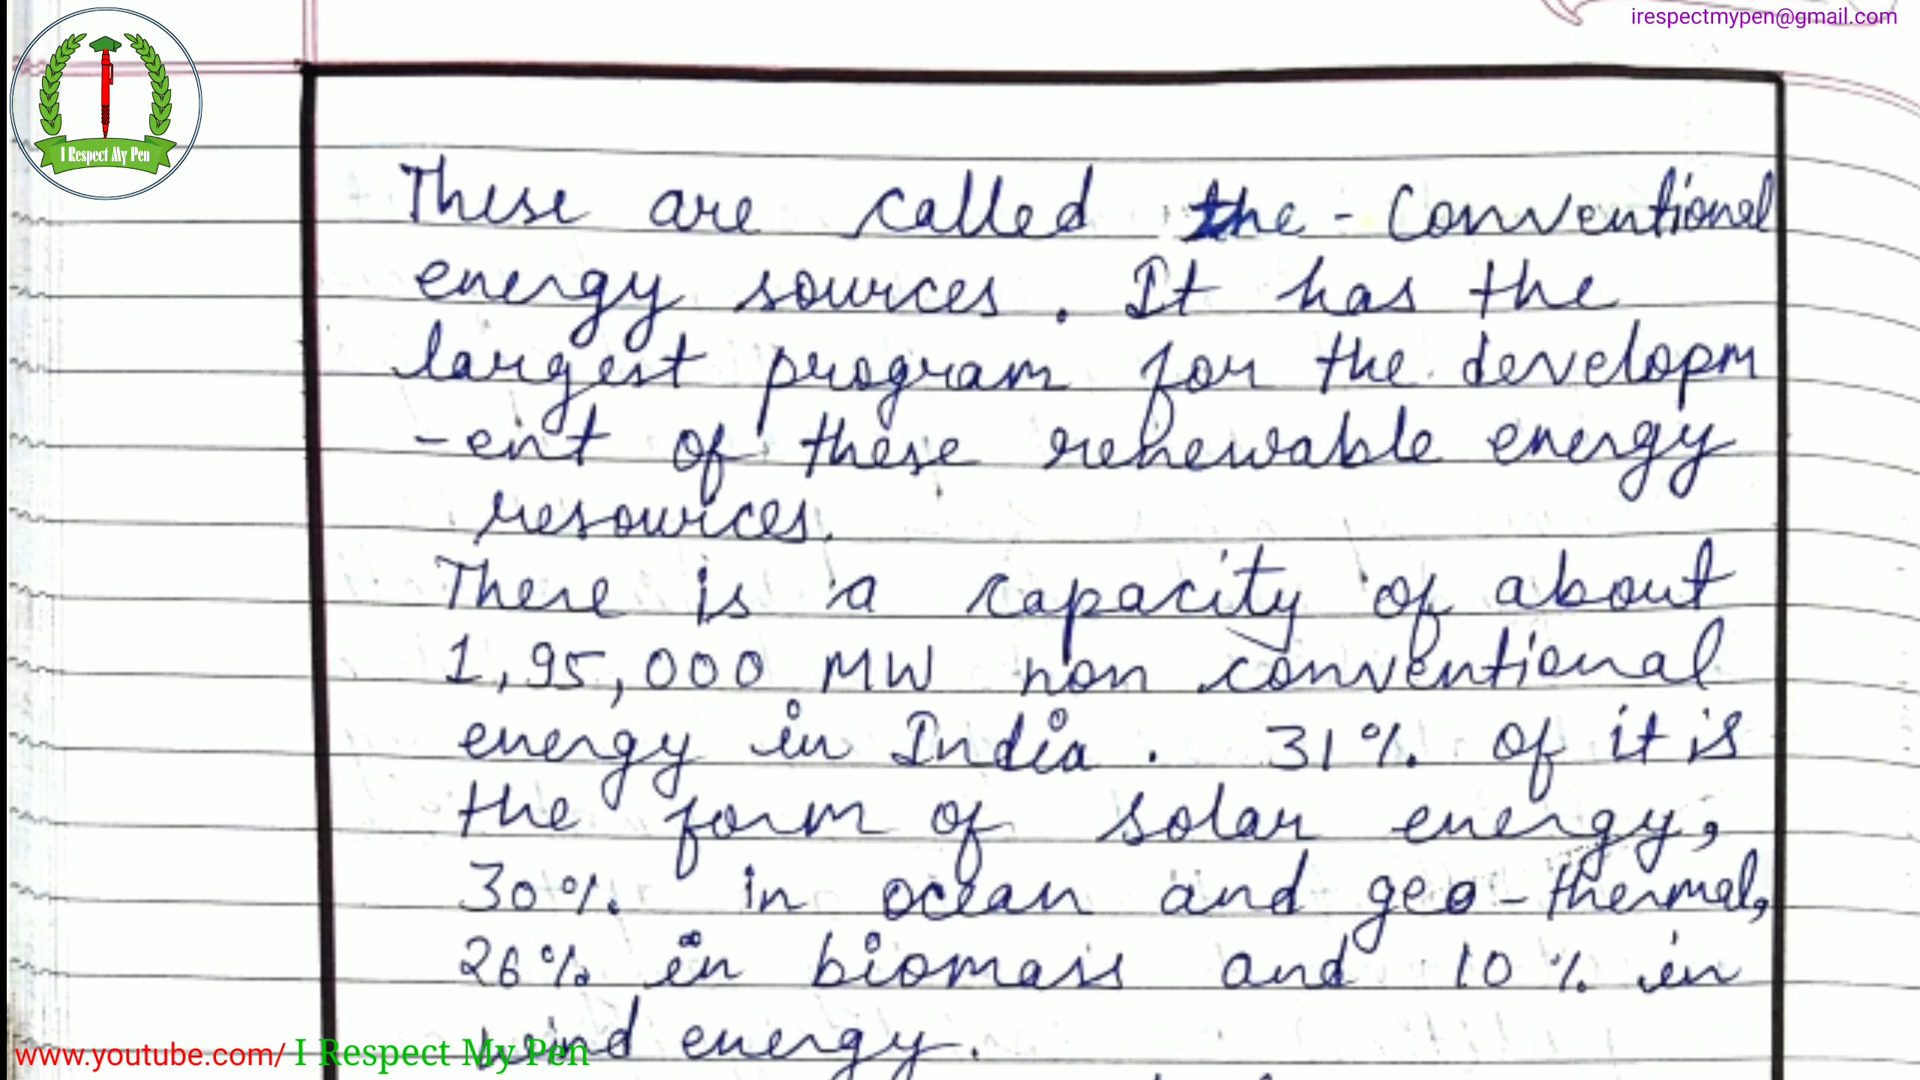 irespectmypen@gmail.com
I Respect My Pen
These are called the - Conventional
energy sources. It has the
largest program for the developm
-ent of these renewable energy
resources.
There is a capacity of about
1,95,000 MW non conventional
energy in India. 31% of it is
the form of solar energy,
30% in ocean and geo-thermal,
26% in biomass and 10% in
wind energy.
www.youtube.com/ I Respect My Pen